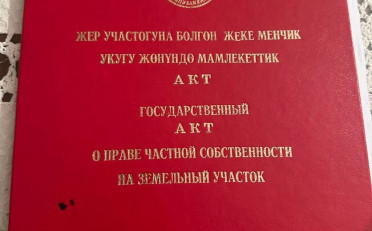 ЖЕР УЧАСТОГУНА БОЛГОН ЖЕКЕ МЕНЧИК
УКУГУ ЖӨНҮНДӨ МАМЛЕКЕТТИК
АКТ
ГОСУДАРСТВЕННЫЙ
АКТ
О ПРАВЕ ЧАСТНОЙ СОБСТВЕННОСТИ
НА ЗЕМЕЛЬНЫЙ УЧАСТОК